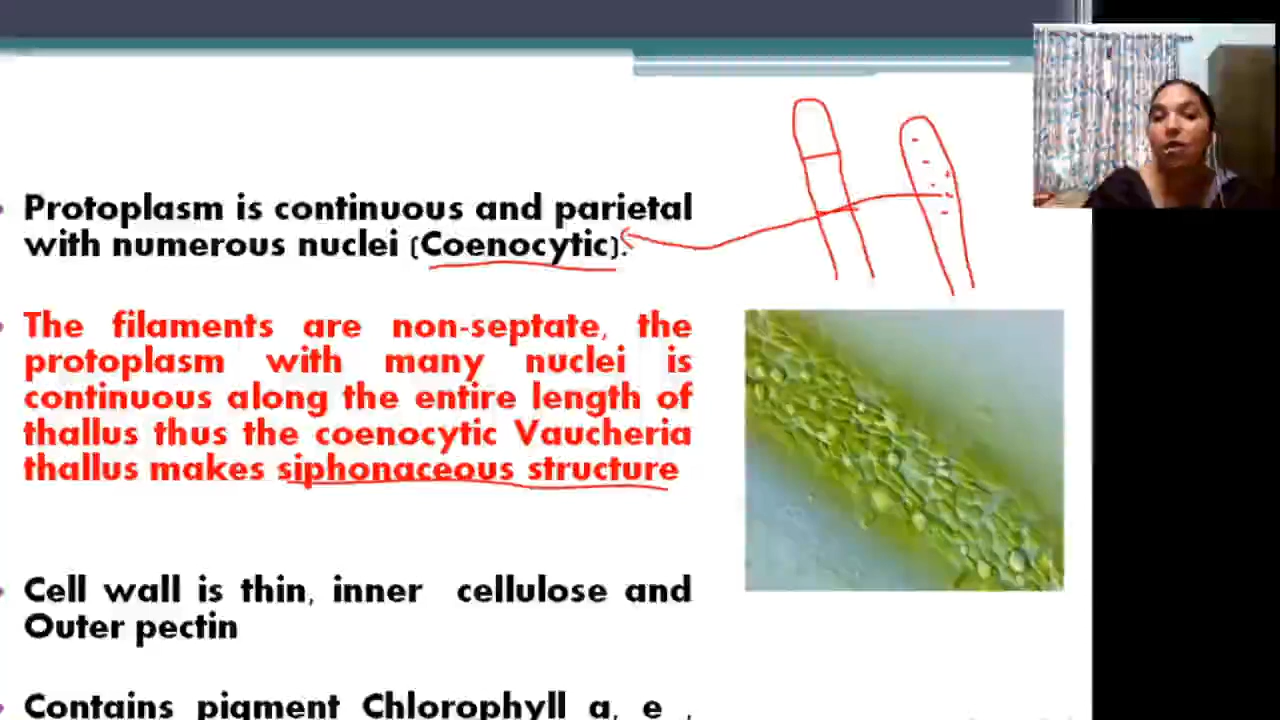 Protoplasm is continuous and parietal
with numerous nuclei (Coenocytic).
The filaments are non-septate, the
protoplasm with many nuclei is
continuous along the entire length of
thallus thus the coenocytic Vaucheria
thallus makes siphonaceous structure
Cell wall is thin, inner cellulose and
Outer pectin
Contains pigment Chlorophyll a, e ,